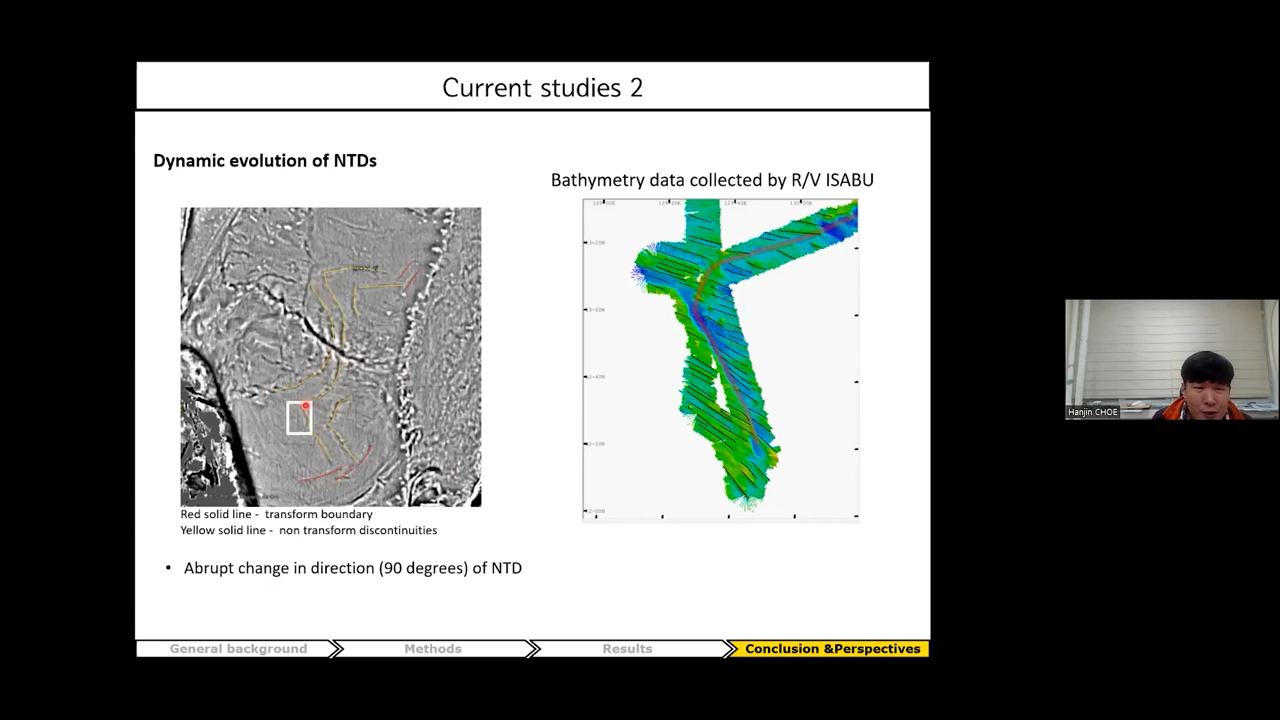 Current studies 2
Dynamic evolution of NTDs
Bathymetry data collected by R/V ISABU
Red solid line - transform boundary
Yellow solid line - non transform discontinuities
• Abrupt change in direction (90 degrees) of NTD
General background
Methods
Results
Conclusion &Perspectives
Hanjin CHOE